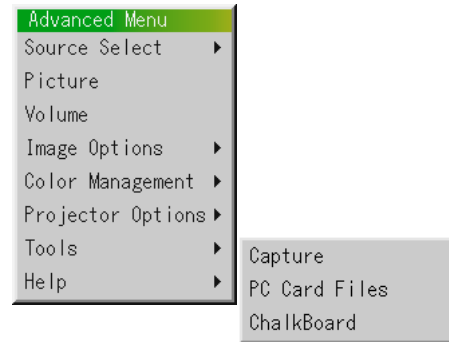 Advanced Menu
Source Select
Picture
Volume
Image Options
Color Management
Projector Options
Tools
Help
Capture
PC Card Files
ChalkBoard